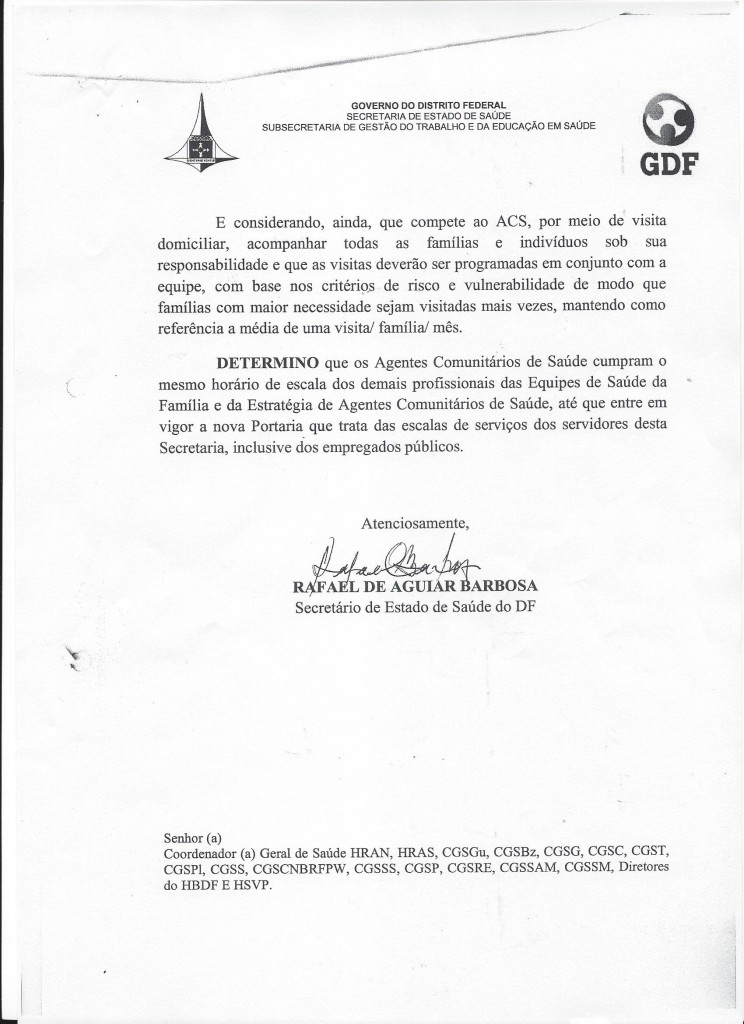 GOVERNO DO DISTRITO FEDERAL
SECRETARIA DE ESTADO DE SAÚDE
SUBSECRETARIA DE GESTÃO DO TRABALHO E DA EDUCAÇÃO EM SAÚDE
GDF
E considerando, ainda, que compete ao ACS, por meio de visita
domiciliar, acompanhar todas as famílias e indivíduos sob sua
responsabilidade e que as visitas deverão ser programadas em conjunto com a
equipe, com base nos critérios de risco e vulnerabilidade de modo que
famílias com maior necessidade sejam visitadas mais vezes, mantendo como
referência a média de uma visita/ família/ mês.
DETERMINO que os Agentes Comunitários de Saúde cumpram o
mesmo horário de escala dos demais profissionais das Equipes de Saúde da
Família e da Estratégia de Agentes Comunitários de Saúde, até que entre em
vigor a nova Portaria que trata das escalas de serviços dos servidores desta
Secretaria, inclusive dos empregados públicos.
Atenciosamente,
Rafael Barbosa
RAFAEL DE AGUIAR BARBOSA
Secretário de Estado de Saúde do DF
Senhor (a)
Coordenador (a) Geral de Saúde HRAN, HRAS, CGSGu, CGSBz, CGSG, CGSC, CGST,
CGSPl, CGSS, CGSCNBRFPW, CGSSS, CGSP, CGSRE, CGSSAM, CGSSM, Diretores
do HBDF E HSVP.